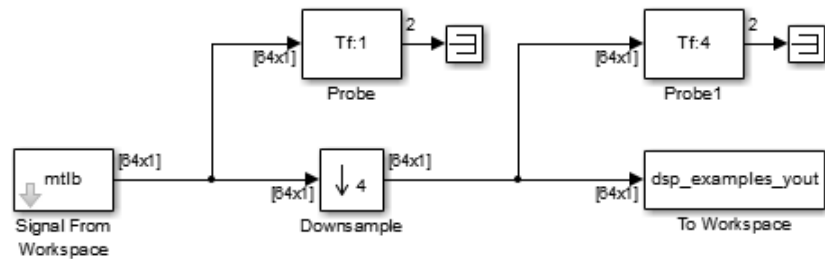 Tf:1
2
[64x1]
Probe
Tf:4
2
[64x1]
Probe1
mtlb
[64x1]
Signal From
Workspace
[64x1]
↓ 4
[64x1]
Downsample
[64x1]
dsp_examples_yout
To Workspace